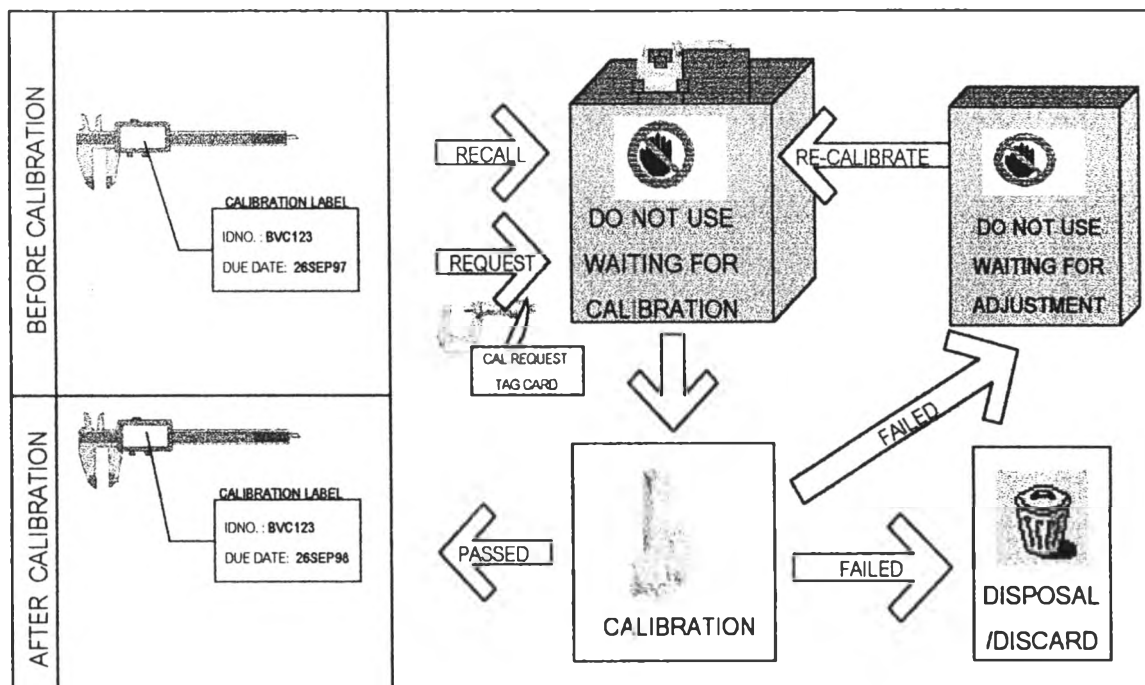 BEFORE CALIBRATION
CALIBRATION LABEL
IDNO. : BVC123
DUE DATE: 26SEP97
RECALL
REQUEST
CAL REQUEST
TAG CARD
DO NOT USE
WAITING FOR
CALIBRATION
RE-CALIBRATE
DO NOT USE
WAITING FOR
ADJUSTMENT
AFTER CALIBRATION
CALIBRATION LABEL
IDNO. : BVC123
DUE DATE: 26SEP98
PASSED
CALIBRATION
FAILED
FAILED
DISPOSAL
/DISCARD